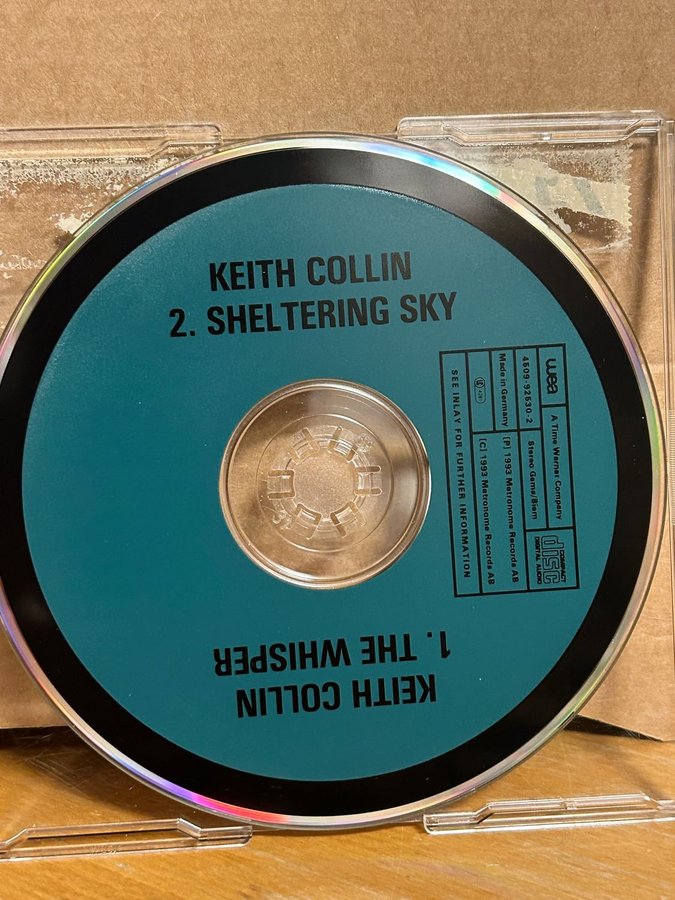 KEITH COLLIN
2. SHELTERING SKY
wea
A Time Warner Company
4509-92530-2
Stereo Gema/Biem
COMPACT
disc
DIGITAL AUDIO
Made in Germany
(P) 1993 Metronome Records AB
(C) 1993 Metronome Records AB
SEE INLAY FOR FURTHER INFORMATION
KEITH COLLIN
1. THE WHISPER